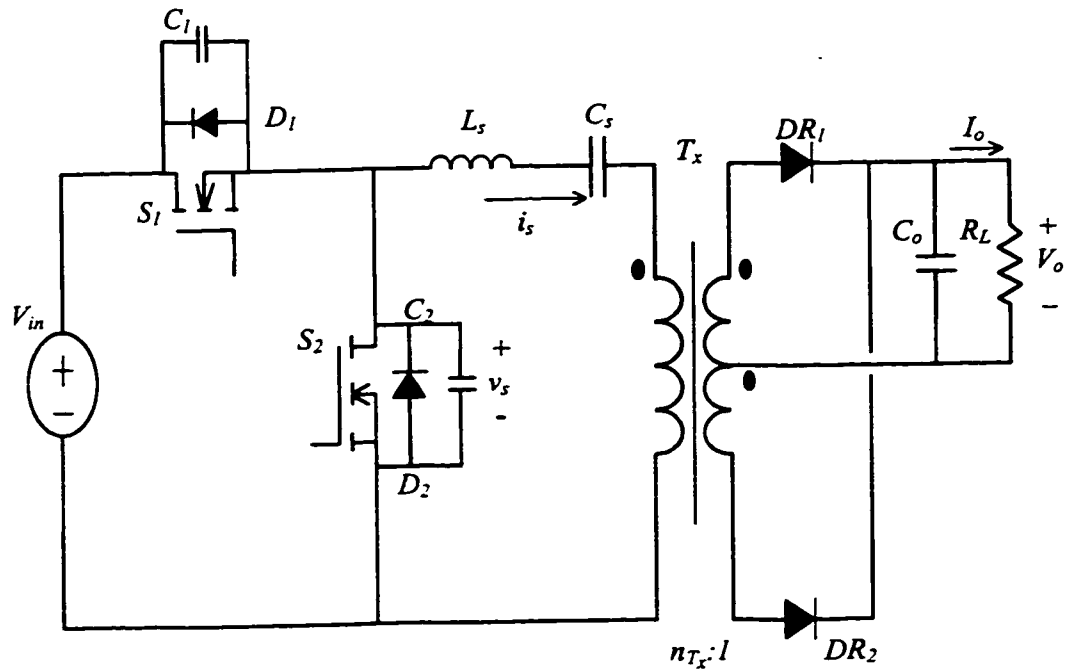 C1
D1
Ls
Cs
Tx
DR1
Io
S1
is
Co
RL
+
Vo
-
Vin
+
-
S2
C2
+
vs
-
D2
nTx:1
DR2